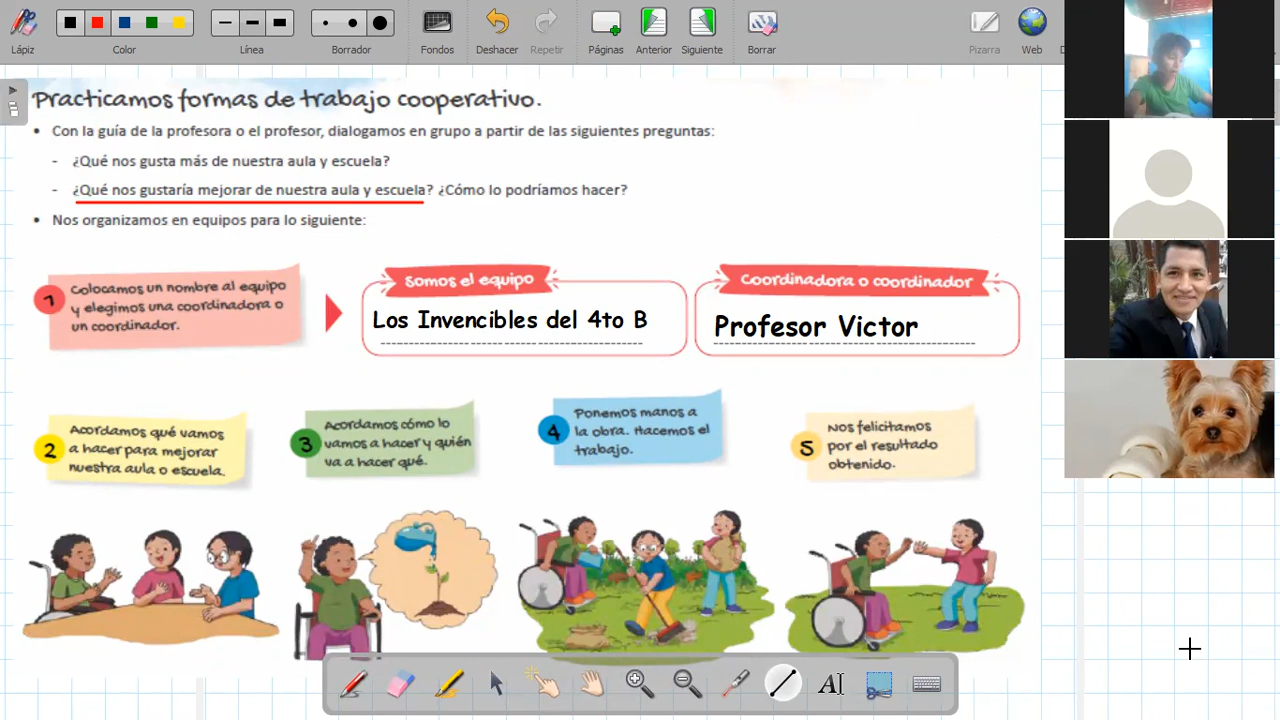 Lápiz
Color
Línea
Borrador
Fondos
Deshacer
Repetir
Páginas
Anterior
Siguiente
Borrar
Pizarra
Web
Practicamos formas de trabajo cooperativo.
• Con la guía de la profesora o el profesor, dialogamos en grupo a partir de las siguientes preguntas:
- ¿Qué nos gusta más de nuestra aula y escuela?
- ¿Qué nos gustaría mejorar de nuestra aula y escuela? ¿Cómo lo podríamos hacer?
• Nos organizamos en equipos para lo siguiente:
1
Colocamos un nombre al equipo
y elegimos una coordinadora o
un coordinador.
Somos el equipo
Los Invencibles del 4to B
Coordinadora o coordinador
Profesor Victor
2
Acordamos qué vamos
a hacer para mejorar
nuestra aula o escuela.
3
Acordamos cómo lo
vamos a hacer y quién
va a hacer qué.
4
Ponemos manos a
la obra. Hacemos el
trabajo.
5
Nos felicitamos
por el resultado
obtenido.